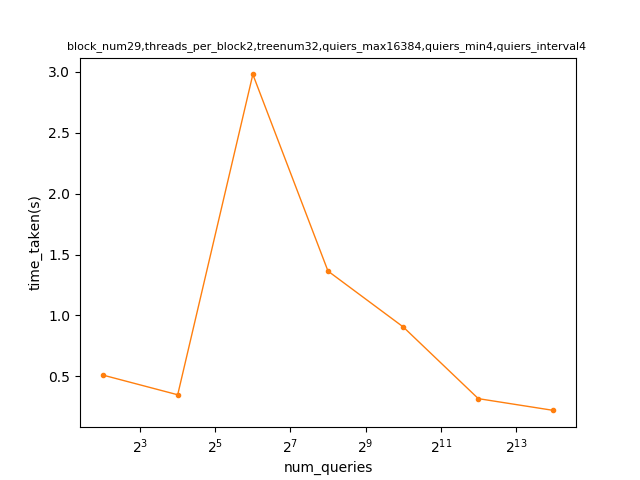 block_num29,threads_per_block2,treenum32,quiers_max16384,quiers_min4,quiers_interval4
3.0
2.5
2.0
1.5
1.0
0.5
time_taken(s)
2^3 2^5 2^7 2^9 2^11 2^13
num_queries